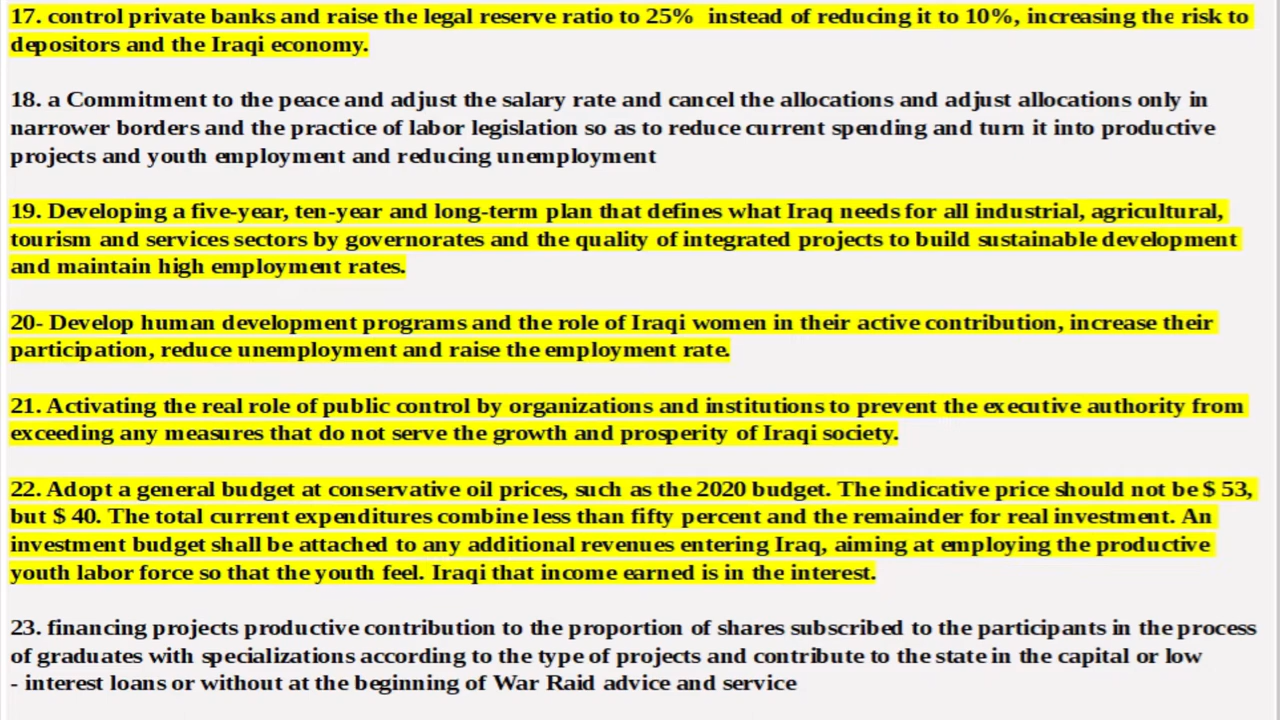 17. control private banks and raise the legal reserve ratio to 25% instead of reducing it to 10%, increasing the risk to
depositors and the Iraqi economy.
18. a Commitment to the peace and adjust the salary rate and cancel the allocations and adjust allocations only in
narrower borders and the practice of labor legislation so as to reduce current spending and turn it into productive
projects and youth employment and reducing unemployment
19. Developing a five-year, ten-year and long-term plan that defines what Iraq needs for all industrial, agricultural,
tourism and services sectors by governorates and the quality of integrated projects to build sustainable development
and maintain high employment rates.
20- Develop human development programs and the role of Iraqi women in their active contribution, increase their
participation, reduce unemployment and raise the employment rate.
21. Activating the real role of public control by organizations and institutions to prevent the executive authority from
exceeding any measures that do not serve the growth and prosperity of Iraqi society.
22. Adopt a general budget at conservative oil prices, such as the 2020 budget. The indicative price should not be $ 53,
but $ 40. The total current expenditures combine less than fifty percent and the remainder for real investment. An
investment budget shall be attached to any additional revenues entering Iraq, aiming at employing the productive
youth labor force so that the youth feel. Iraqi that income earned is in the interest.
23. financing projects productive contribution to the proportion of shares subscribed to the participants in the process
of graduates with specializations according to the type of projects and contribute to the state in the capital or low
- interest loans or without at the beginning of War Raid advice and service